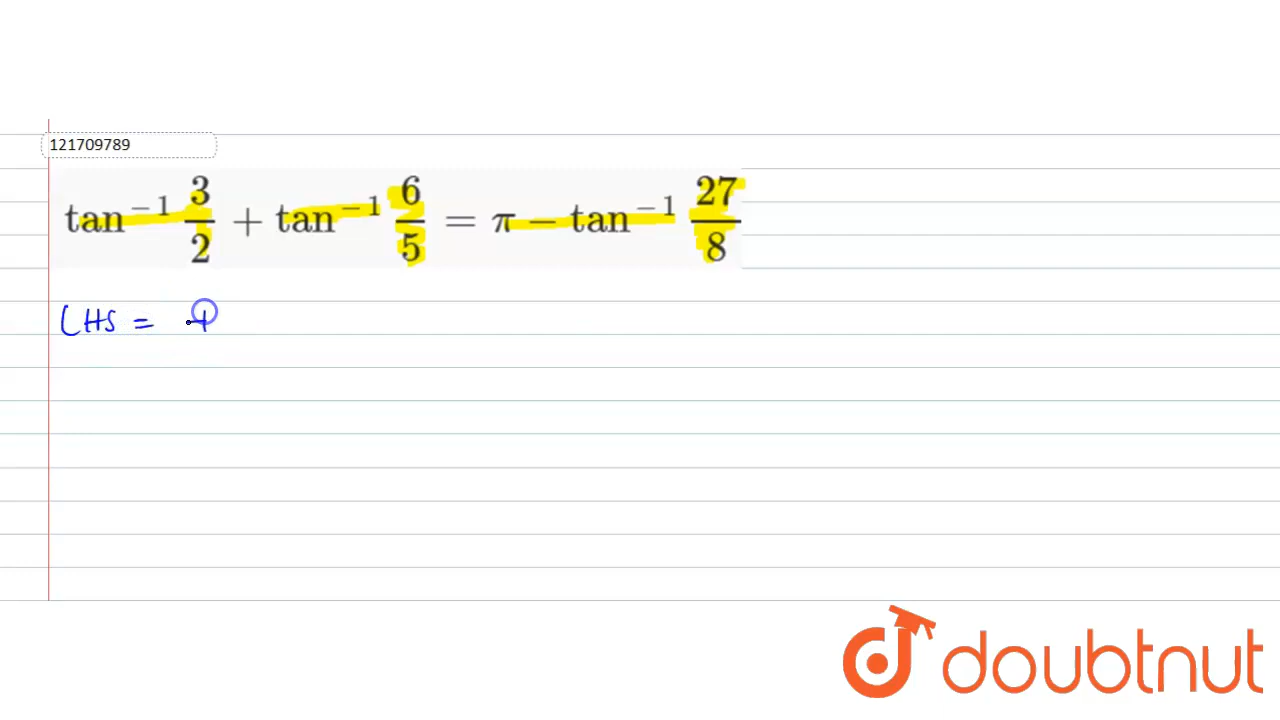 121709789
tan⁻¹ 3/2 + tan⁻¹ 6/5 = π − tan⁻¹ 27/8
LHS =
doubtnut